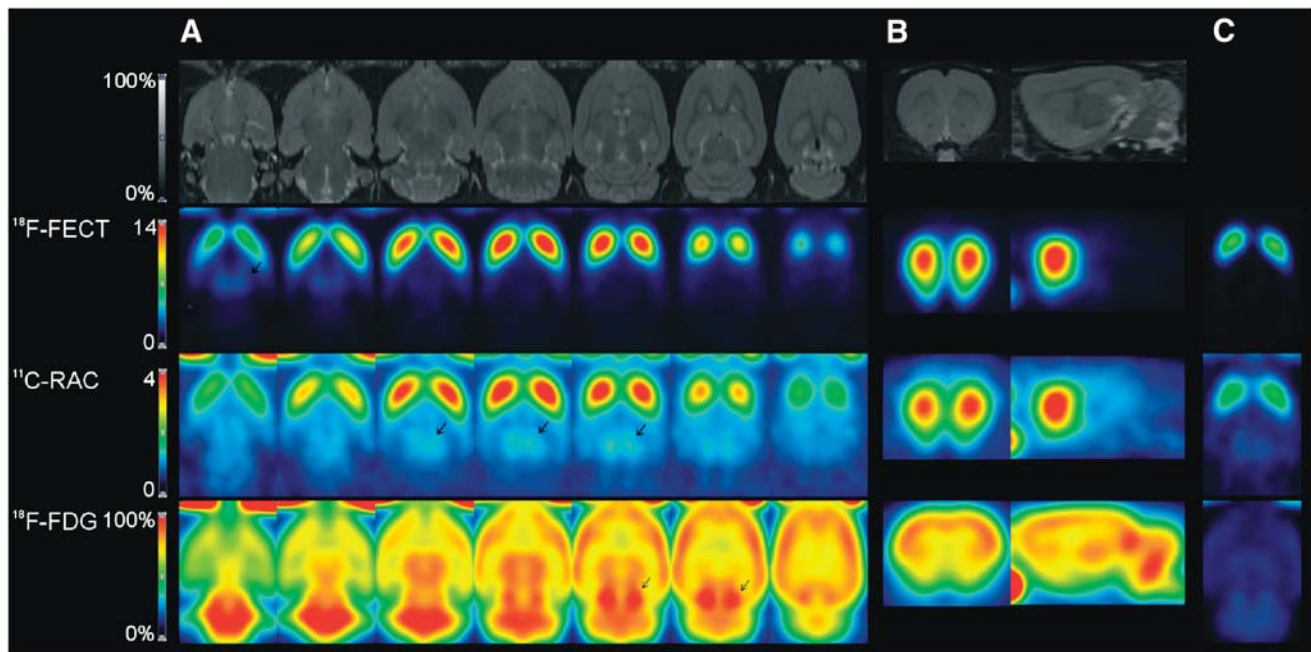 A B C
100%
0%
¹⁸F-FECT 14
0
¹¹C-RAC 4
0
¹⁸F-FDG 100%
0%